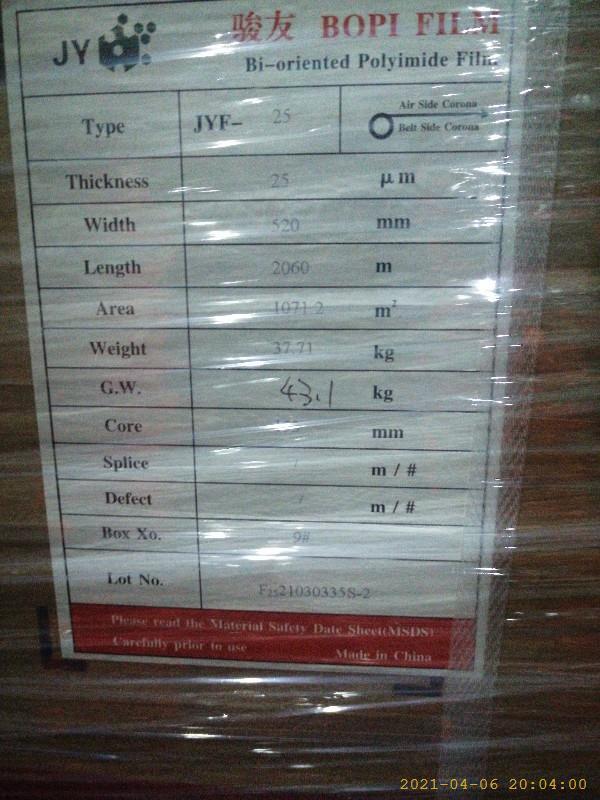 JY
骏友 BOPI FILM
Bi-oriented Polyimide Film
Type JYF- 25 Air Side Corona
Belt Side Corona
Thickness 25 μm
Width 520 mm
Length 2060 m
Area 1071.2 m²
Weight 37.71 kg
G.W. 43.1 kg
Core mm
Splice / m / #
Defect / m / #
Box Xo. 9#
Lot No. F2521030335S-2
Please read the Material Safety Date Sheet(MSDS)
Carefully prior to use Made in China
2021-04-06 20:04:00